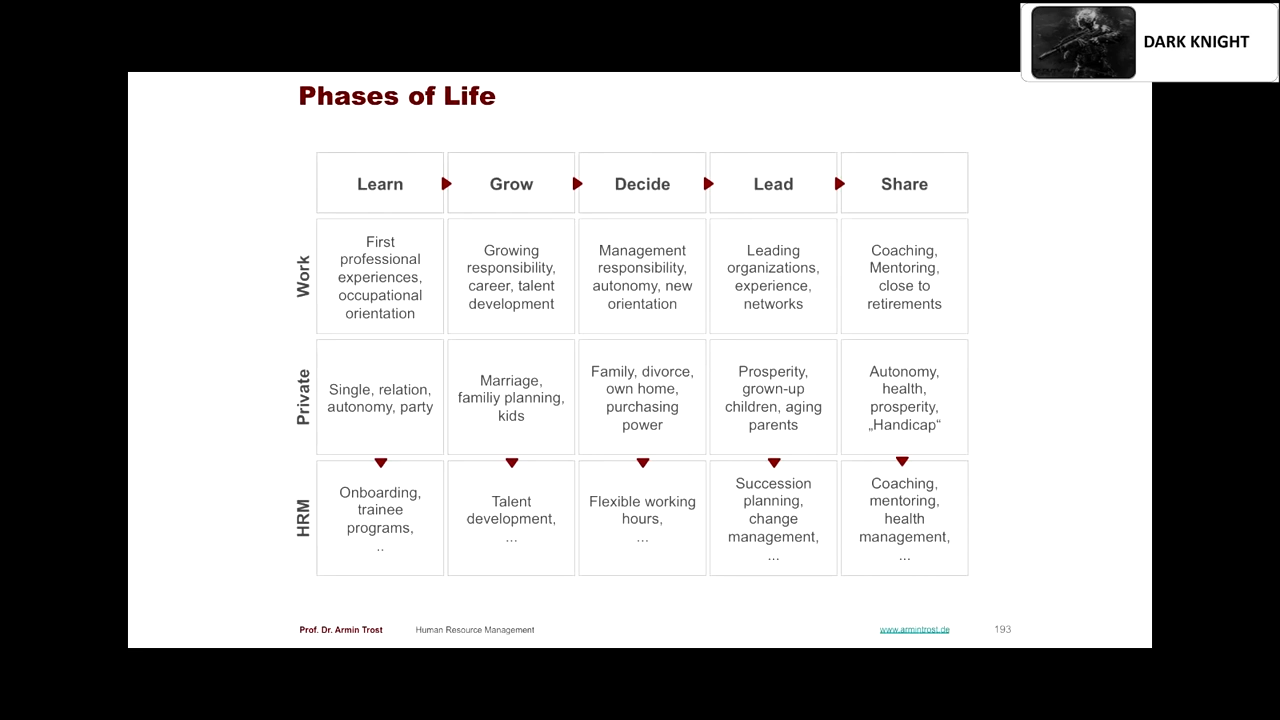 DARK KNIGHT
Phases of Life
Learn
Grow
Decide
Lead
Share
Work
First
professional
experiences,
occupational
orientation
Growing
responsibility,
career, talent
development
Management
responsibility,
autonomy, new
orientation
Leading
organizations,
experience,
networks
Coaching,
Mentoring,
close to
retirements
Private
Single, relation,
autonomy, party
Marriage,
familiy planning,
kids
Family, divorce,
own home,
purchasing
power
Prosperity,
grown-up
children, aging
parents
Autonomy,
health,
prosperity,
„Handicap“
HRM
Onboarding,
trainee
programs,
..
Talent
development,
...
Flexible working
hours,
...
Succession
planning,
change
management,
...
Coaching,
mentoring,
health
management,
...
Prof. Dr. Armin Trost
Human Resource Management
www.armintrost.de
193